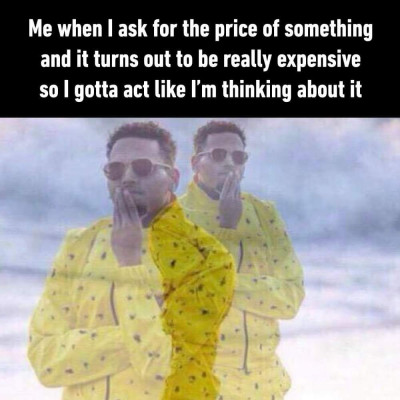 Me when I ask for the price of something
and it turns out to be really expensive
so I gotta act like I’m thinking about it